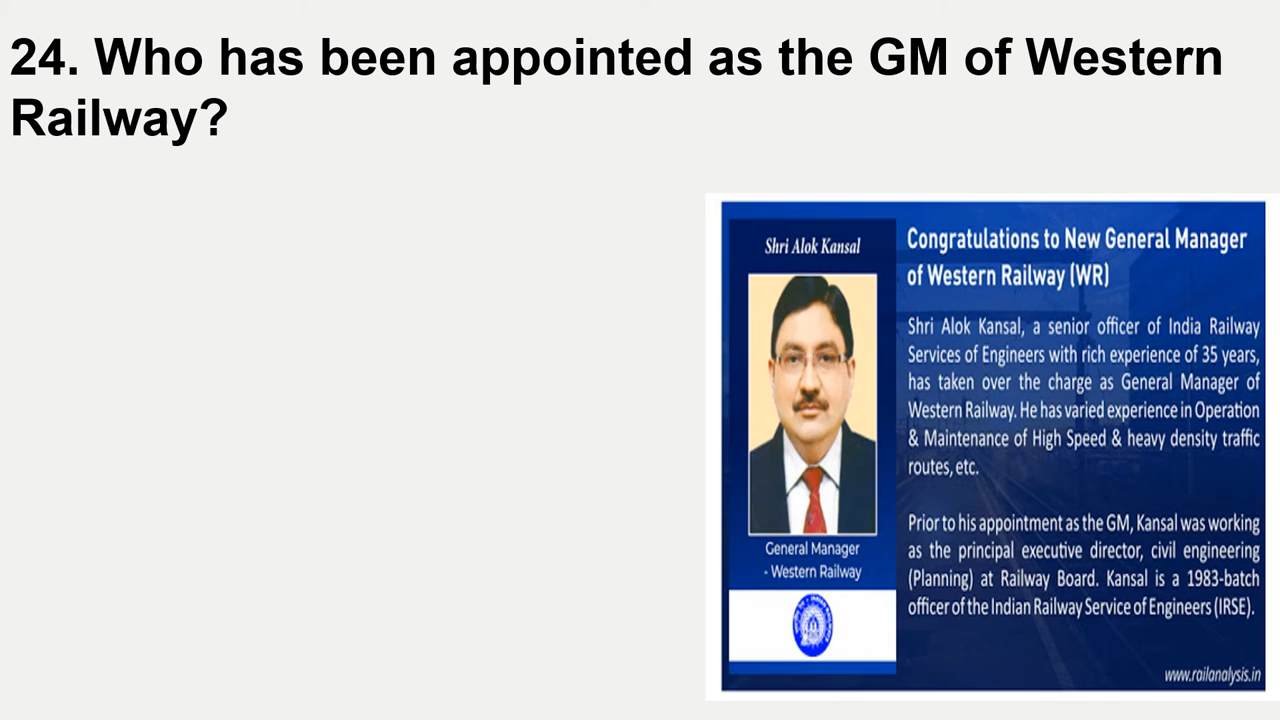 24. Who has been appointed as the GM of Western
Railway?
Shri Alok Kansal
General Manager
- Western Railway
Congratulations to New General Manager
of Western Railway (WR)
Shri Alok Kansal, a senior officer of India Railway
Services of Engineers with rich experience of 35 years,
has taken over the charge as General Manager of
Western Railway. He has varied experience in Operation
& Maintenance of High Speed & heavy density traffic
routes, etc.
Prior to his appointment as the GM, Kansal was working
as the principal executive director, civil engineering
(Planning) at Railway Board. Kansal is a 1983-batch
officer of the Indian Railway Service of Engineers (IRSE).
www.railanalysis.in